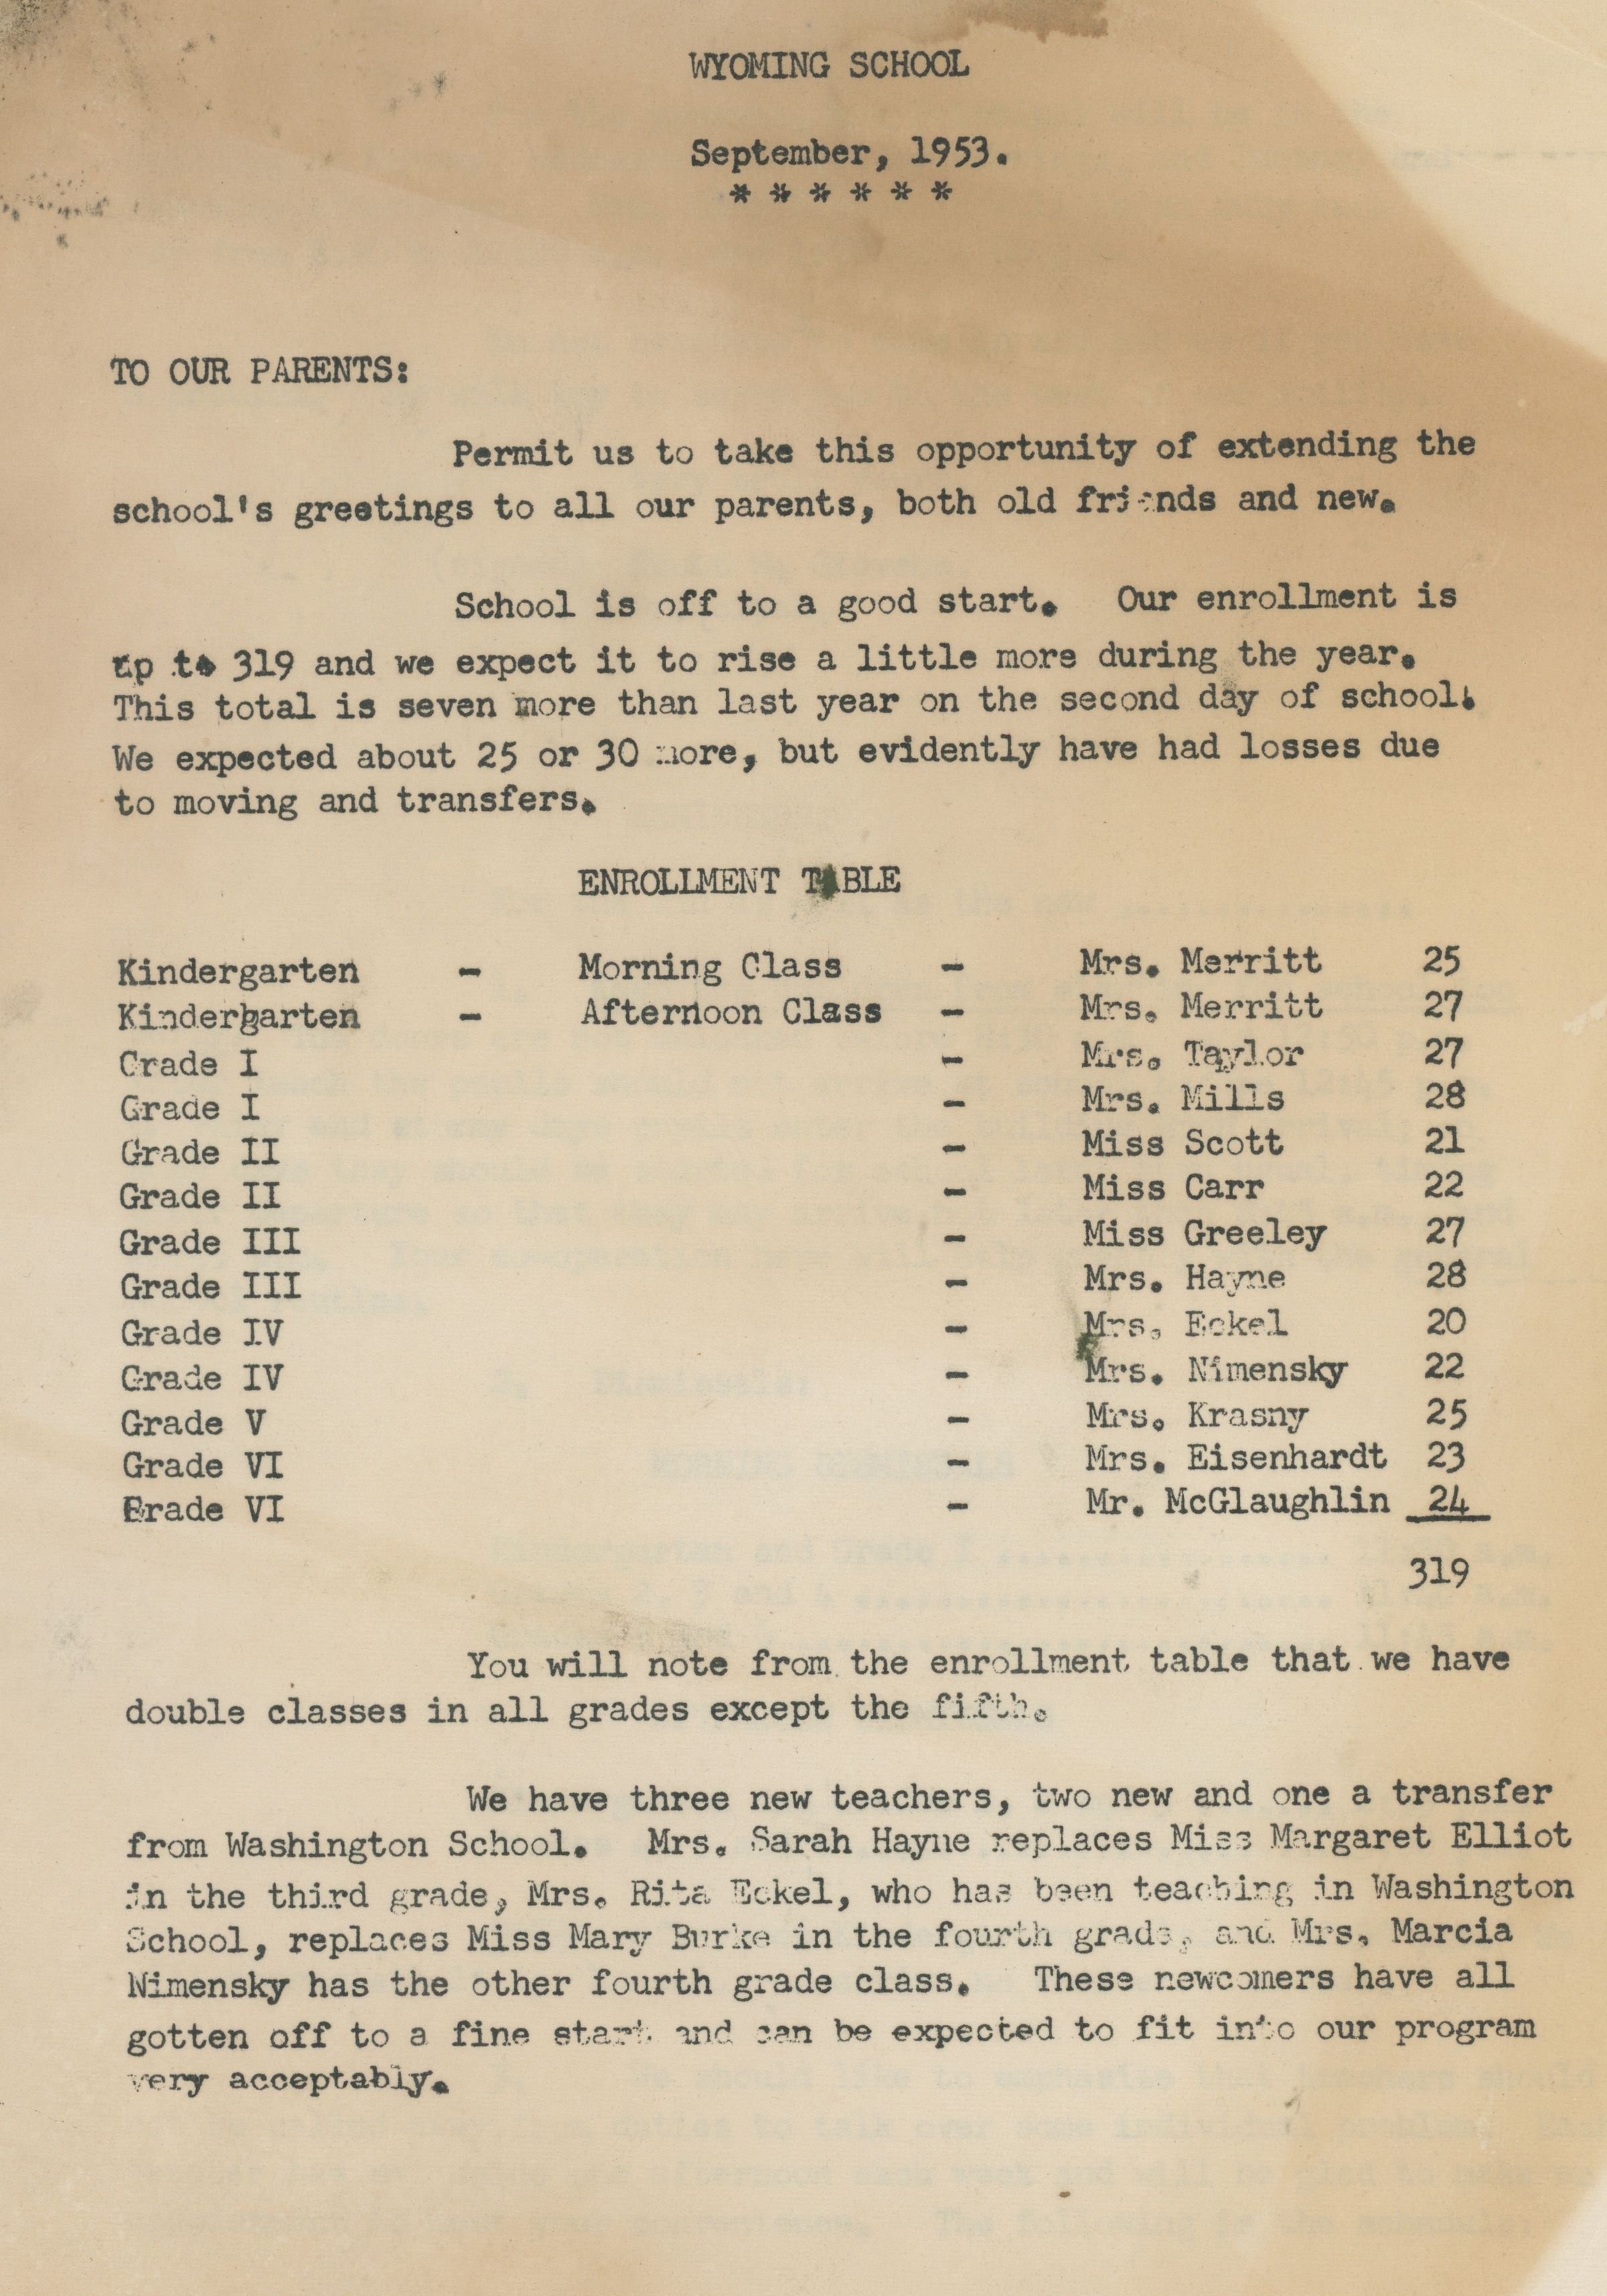 WYOMING SCHOOL
September, 1953.
* * * * * *
TO OUR PARENTS:
Permit us to take this opportunity of extending the
school's greetings to all our parents, both old friends and new.
School is off to a good start. Our enrollment is
up to 319 and we expect it to rise a little more during the year.
This total is seven more than last year on the second day of school.
We expected about 25 or 30 more, but evidently have had losses due
to moving and transfers.
ENROLLMENT TABLE
Kindergarten - Morning Class - Mrs. Merritt 25
Kindergarten - Afternoon Class - Mrs. Merritt 27
Grade I - Mrs. Taylor 27
Grade I - Mrs. Mills 28
Grade II - Miss Scott 21
Grade II - Miss Carr 22
Grade III - Miss Greeley 27
Grade III - Mrs. Hayne 28
Grade IV - Mrs. Eckel 20
Grade IV - Mrs. Nimensky 22
Grade V - Mrs. Krasny 25
Grade VI - Mrs. Eisenhardt 23
Grade VI - Mr. McGlaughlin 24
319
You will note from the enrollment table that we have
double classes in all grades except the fifth.
We have three new teachers, two new and one a transfer
from Washington School. Mrs. Sarah Hayne replaces Miss Margaret Elliot
in the third grade, Mrs. Rita Eckel, who has been teaching in Washington
School, replaces Miss Mary Burke in the fourth grade, and Mrs. Marcia
Nimensky has the other fourth grade class. These newcomers have all
gotten off to a fine start and can be expected to fit into our program
very acceptably.